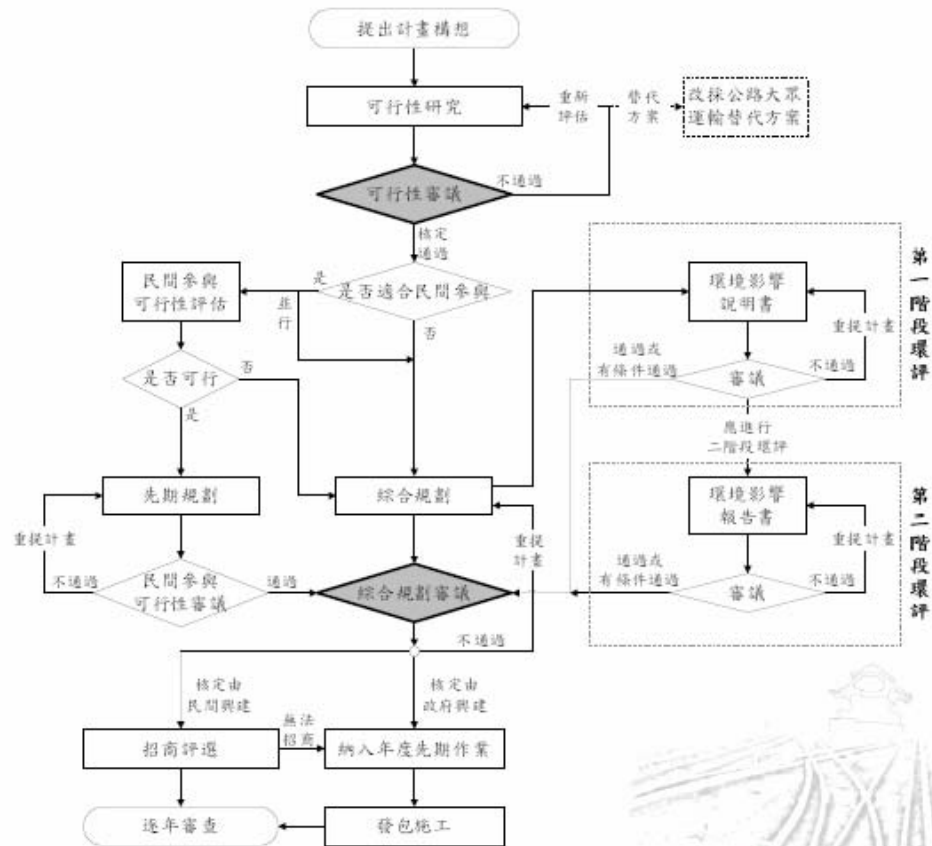 提出計畫構想
可行性研究
重新
評估
替代
方案
改採公路大眾
運輸替代方案
可行性審議
不通過
核定
通過
民間參與
可行性評估
是
並
行
是否適合民間參與
否
環境影響
說明書
重提計畫
第一階段環評
是否可行
否
是
通過或
有條件通過
審議
不通過
應進行
二階段環評
先期規劃
綜合規劃
環境影響
報告書
第二階段環評
重提計畫
重提
計畫
重提計畫
不通過
民間參與
可行性審議
通過
綜合規劃審議
通過或
有條件通過
審議
不通過
不通過
核定由
民間興建
核定由
政府興建
招商評選
無法
招商
納入年度先期作業
逐年審查
發包施工